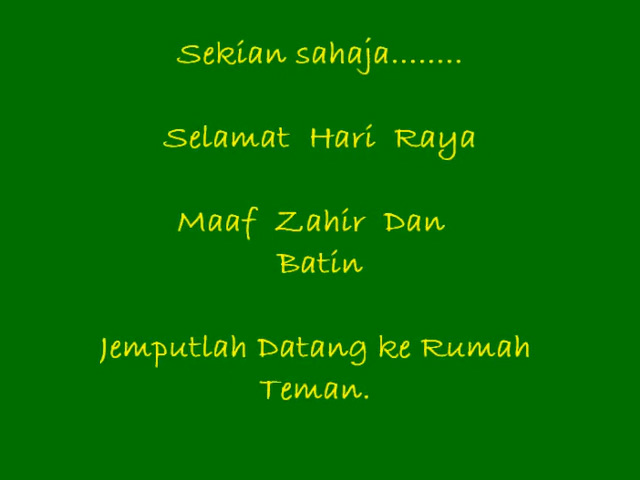 Sekian sahaja........
Selamat Hari Raya
Maaf Zahir Dan
Batin
Jemputlah Datang ke Rumah
Teman.